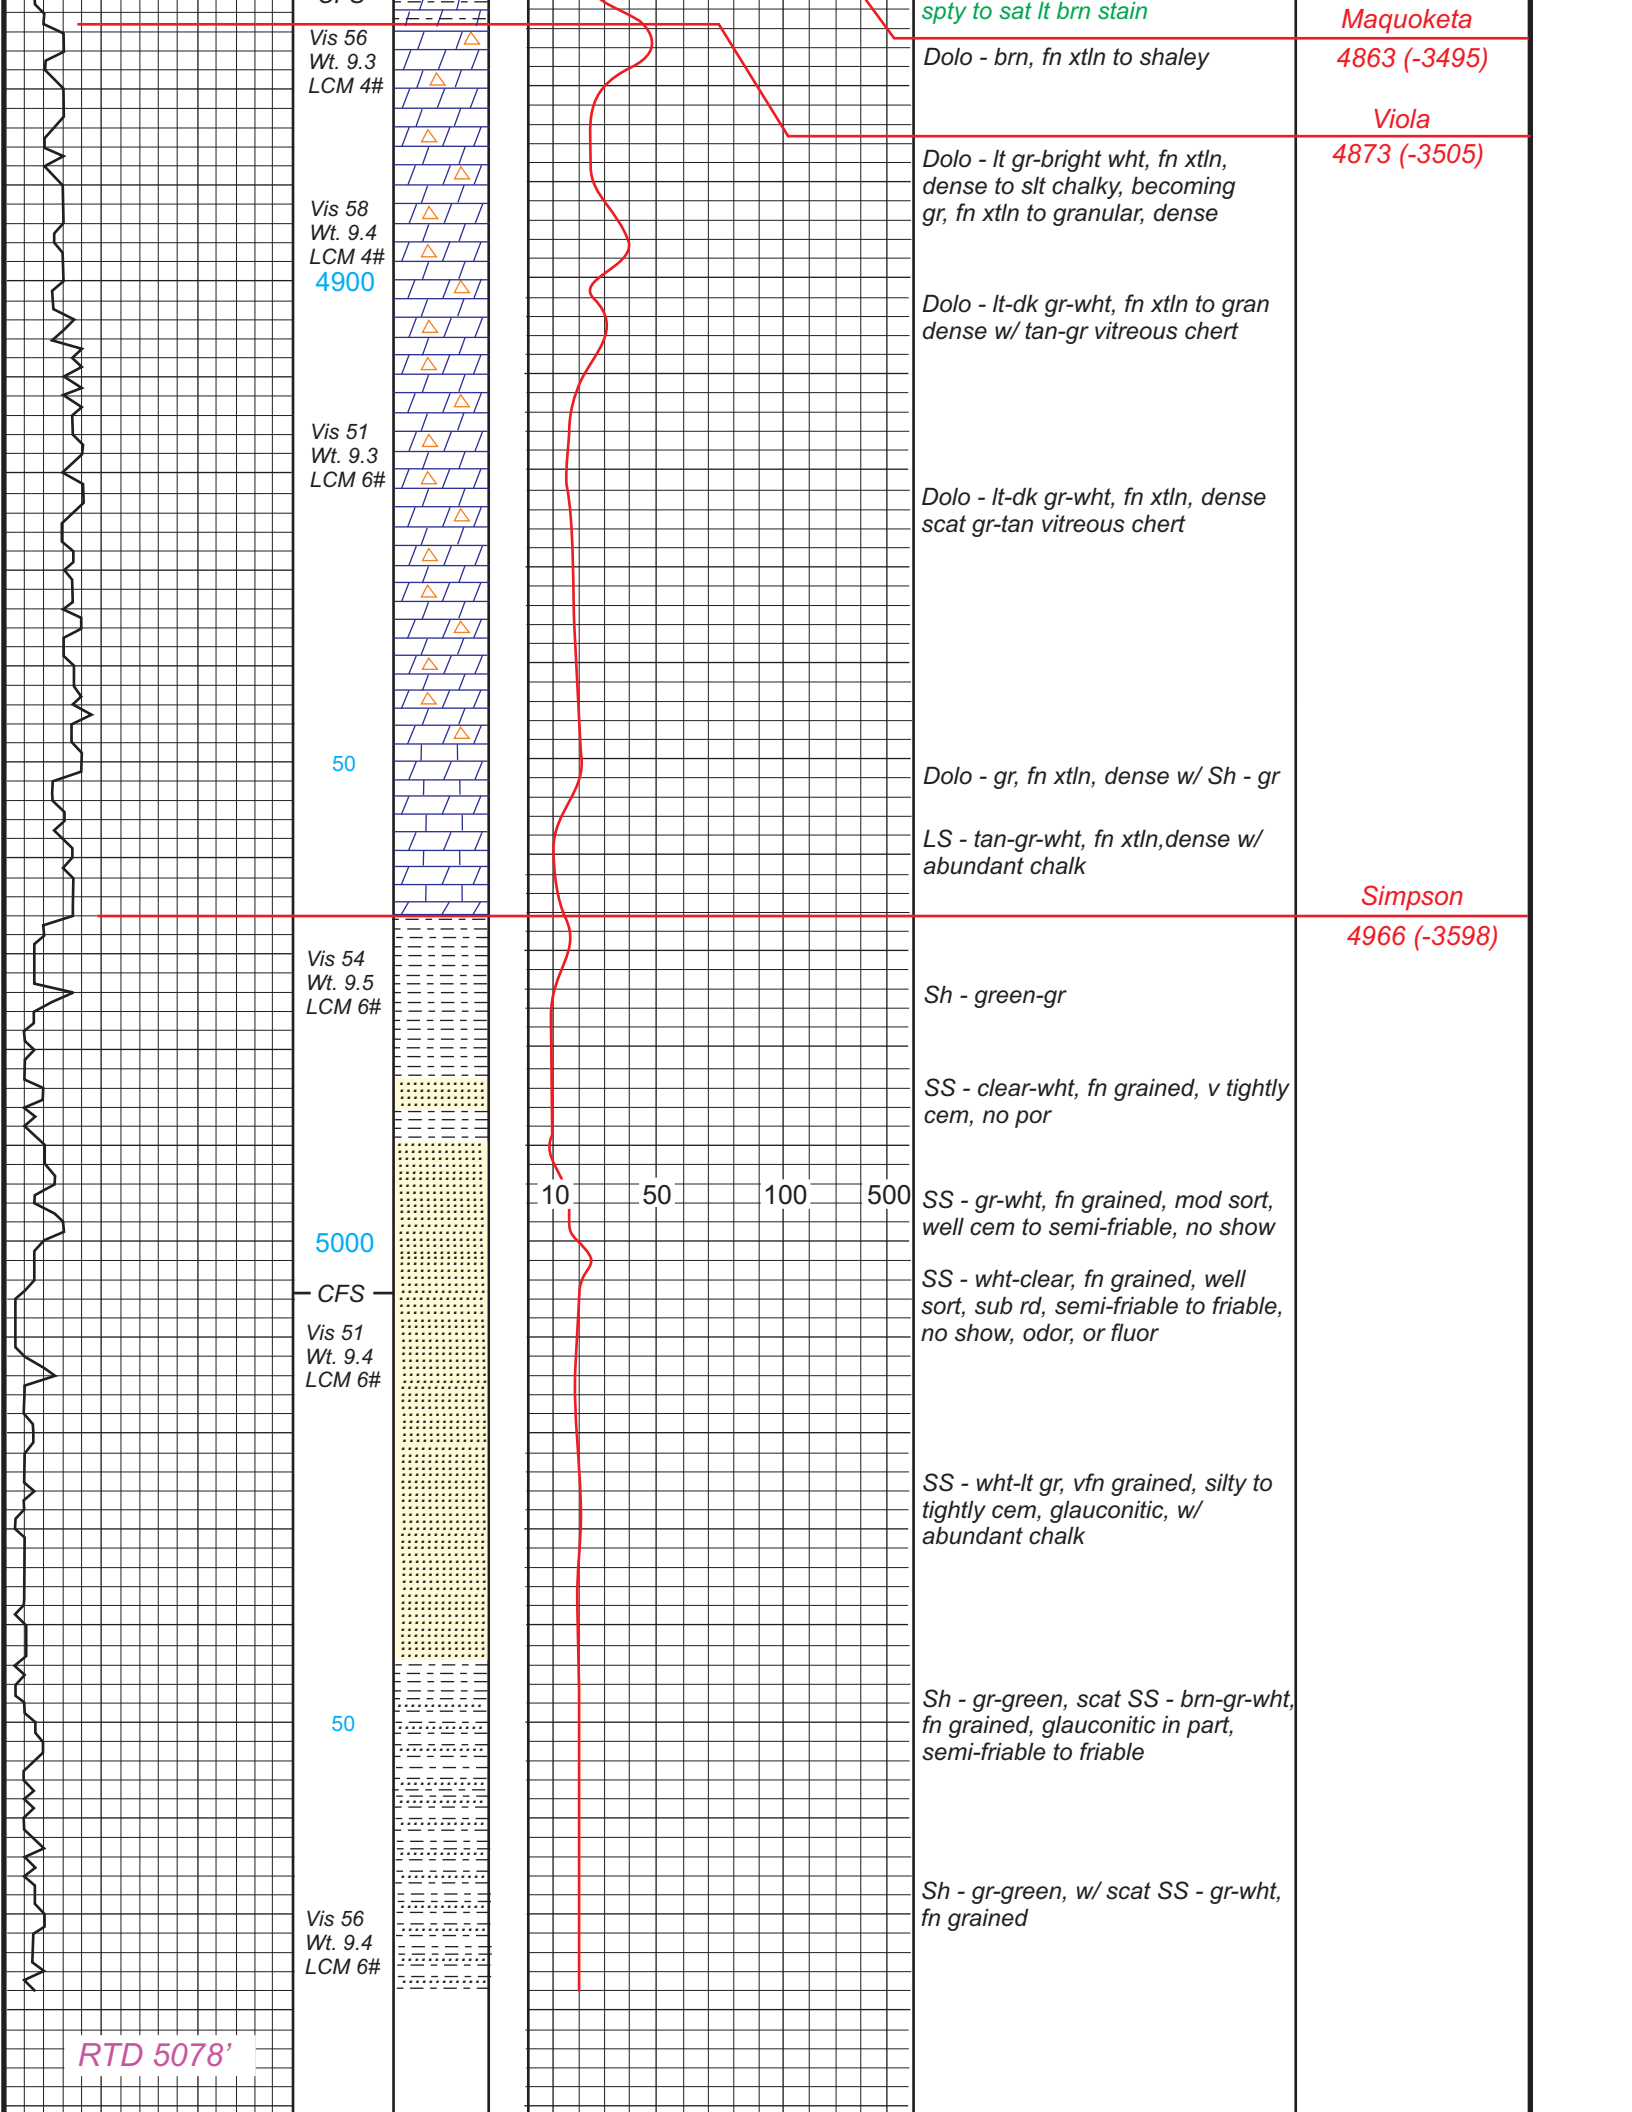 CFS
spty to sat lt brn stain
Maquoketa
4863 (-3495)
Vis 56
Wt. 9.3
LCM 4#
Dolo - brn, fn xtln to shaley
Viola
4873 (-3505)
Dolo - lt gr-bright wht, fn xtln,
dense to slt chalky, becoming
gr, fn xtln to granular, dense
Vis 58
Wt. 9.4
LCM 4#
4900
Dolo - lt-dk gr-wht, fn xtln to gran
dense w/ tan-gr vitreous chert
Vis 51
Wt. 9.3
LCM 6#
Dolo - lt-dk gr-wht, fn xtln, dense
scat gr-tan vitreous chert
50
Dolo - gr, fn xtln, dense w/ Sh - gr
LS - tan-gr-wht, fn xtln,dense w/
abundant chalk
Simpson
4966 (-3598)
Vis 54
Wt. 9.5
LCM 6#
Sh - green-gr
SS - clear-wht, fn grained, v tightly
cem, no por
10 50 100 500
SS - gr-wht, fn grained, mod sort,
well cem to semi-friable, no show
5000
CFS
SS - wht-clear, fn grained, well
sort, sub rd, semi-friable to friable,
no show, odor, or fluor
Vis 51
Wt. 9.4
LCM 6#
SS - wht-lt gr, vfn grained, silty to
tightly cem, glauconitic, w/
abundant chalk
50
Sh - gr-green, scat SS - brn-gr-wht,
fn grained, glauconitic in part,
semi-friable to friable
Sh - gr-green, w/ scat SS - gr-wht,
fn grained
Vis 56
Wt. 9.4
LCM 6#
RTD 5078’